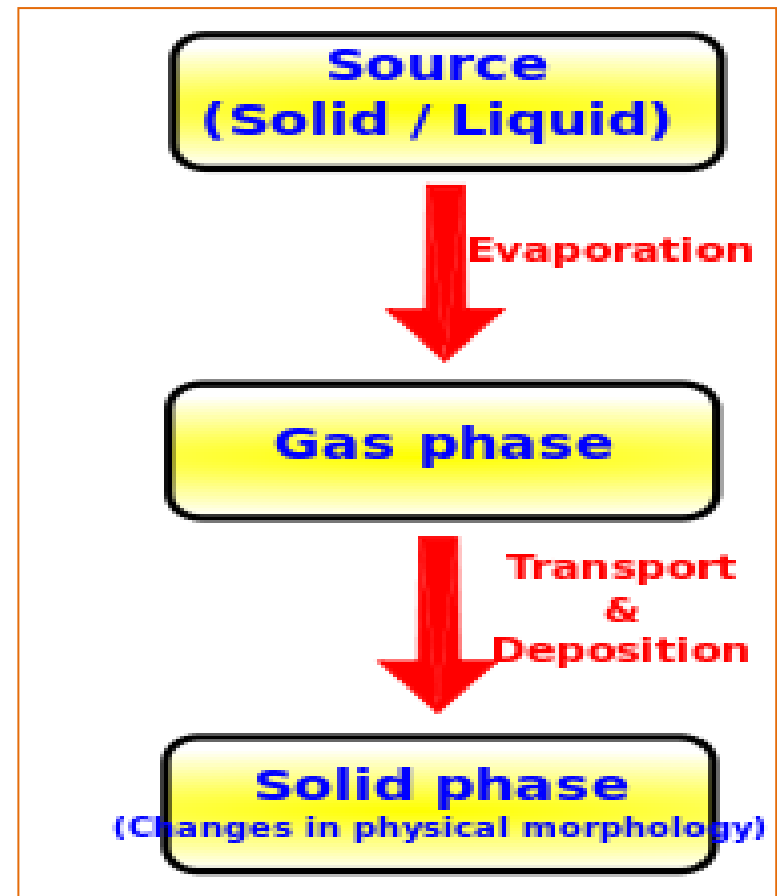 Source
(Solid / Liquid)
Evaporation
Gas phase
Transport
&
Deposition
Solid phase
(Changes in physical morphology)